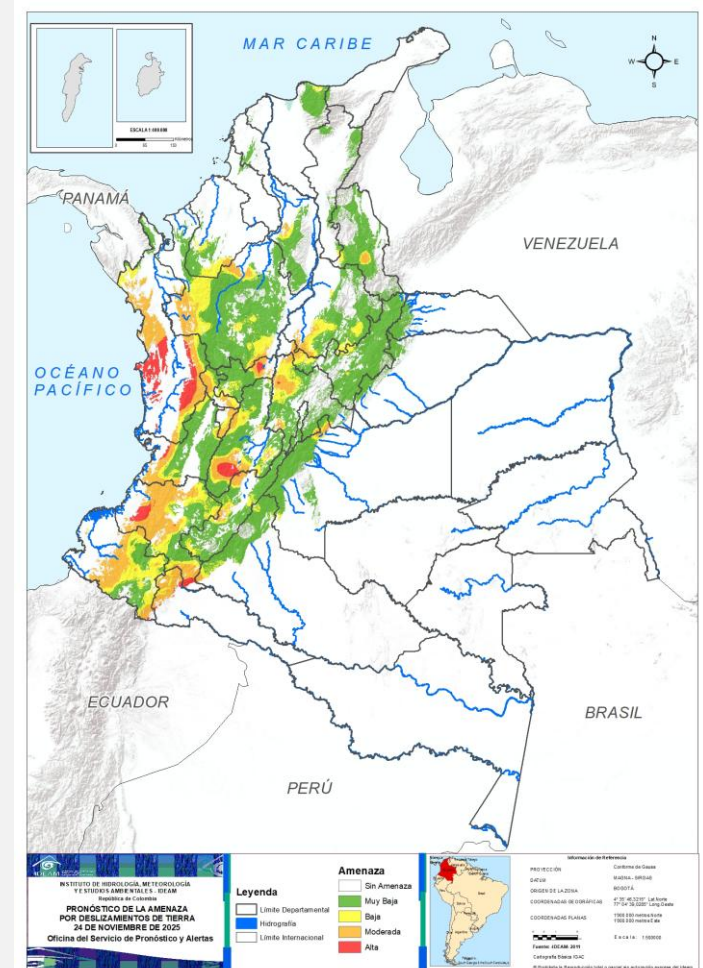 MAR CARIBE
N
W
E
S
PANAMÁ
VENEZUELA
OCÉANO
PACÍFICO
ECUADOR
BRASIL
PERÚ
IDEAM
INSTITUTO DE HIDROLOGÍA, METEOROLOGÍA
Y ESTUDIOS AMBIENTALES - IDEAM
República de Colombia
PRONÓSTICO DE LA AMENAZA
POR DESLIZAMIENTOS DE TIERRA
24 DE NOVIEMBRE DE 2025
Oficina del Servicio de Pronóstico y Alertas
Leyenda
Límite Departamental
Hidrografía
Límite Internacional
Amenaza
Sin Amenaza
Muy Baja
Baja
Moderada
Alta
Información de Referencia
PROYECCIÓN
Conforme de Gauss
DATUM
MAGNA - SIRGAS
ORIGEN DE LA ZONA
BOGOTÁ
COORDENADAS GEOGRÁFICAS
COORDENADAS PLANAS
Fuente: IDEAM 2011
Cartografía Básica IGAC